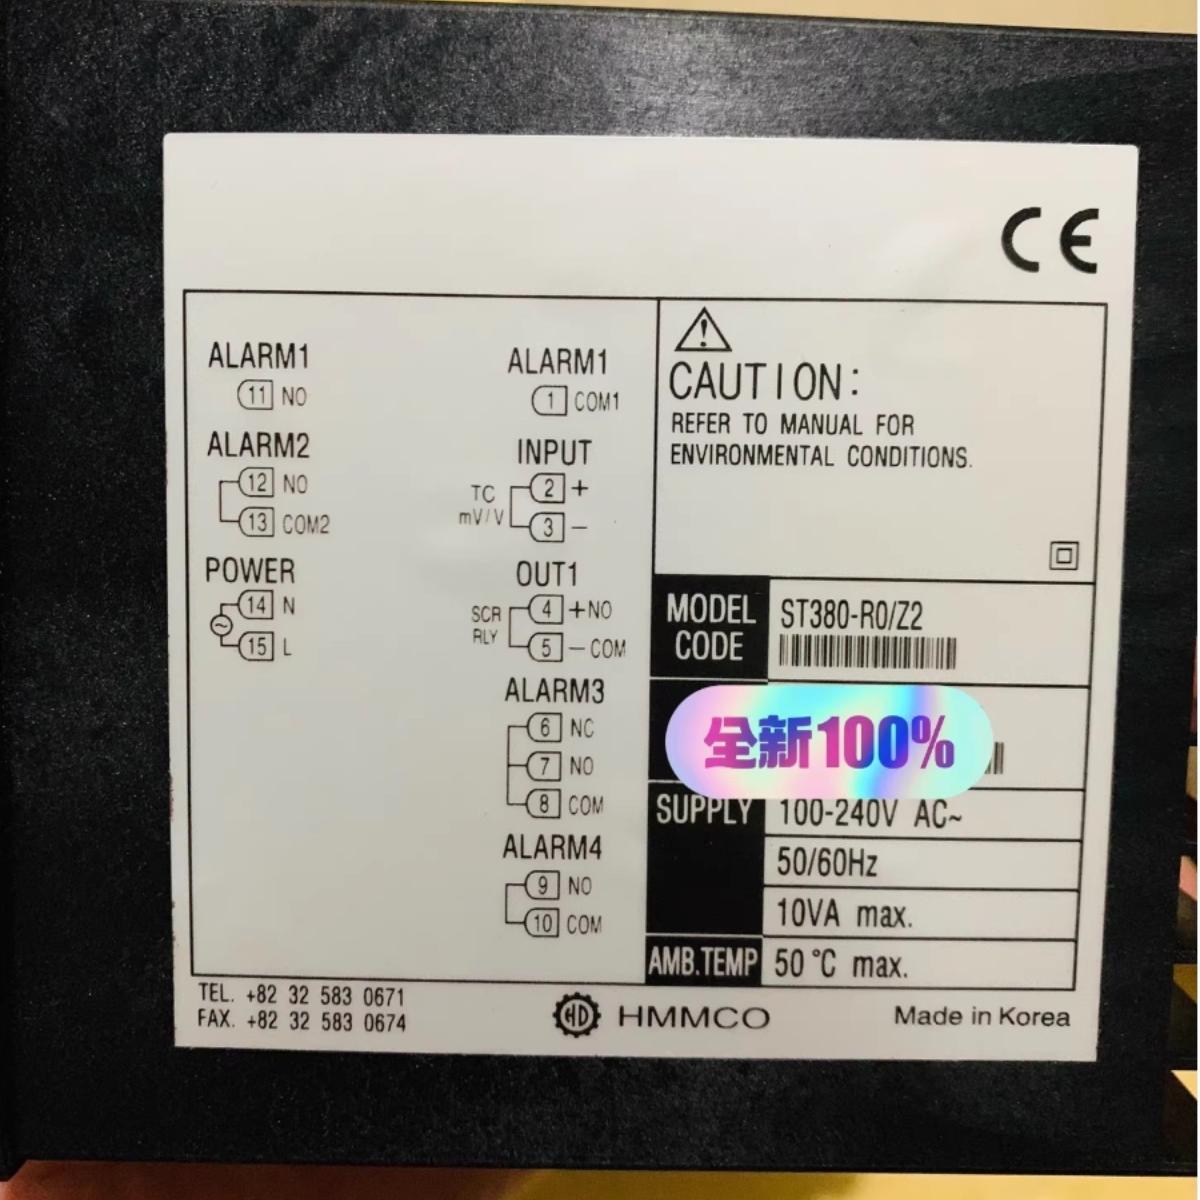 CE
ALARM1
11 NO
ALARM2
12 NO
13 COM2
POWER
14 N
15 L
ALARM1
1 COM1
INPUT
TC
mV/V
2 +
3 −
OUT1
SCR
RLY
4 +NO
5 −COM
ALARM3
6 NC
7 NO
8 COM
ALARM4
9 NO
10 COM
CAUTION:
REFER TO MANUAL FOR
ENVIRONMENTAL CONDITIONS.
MODEL
CODE
ST380-R0/Z2
全新100%
SUPPLY 100-240V AC~
50/60Hz
10VA max.
AMB.TEMP 50℃ max.
TEL. +82 32 583 0671
FAX. +82 32 583 0674
HD HMMCO
Made in Korea